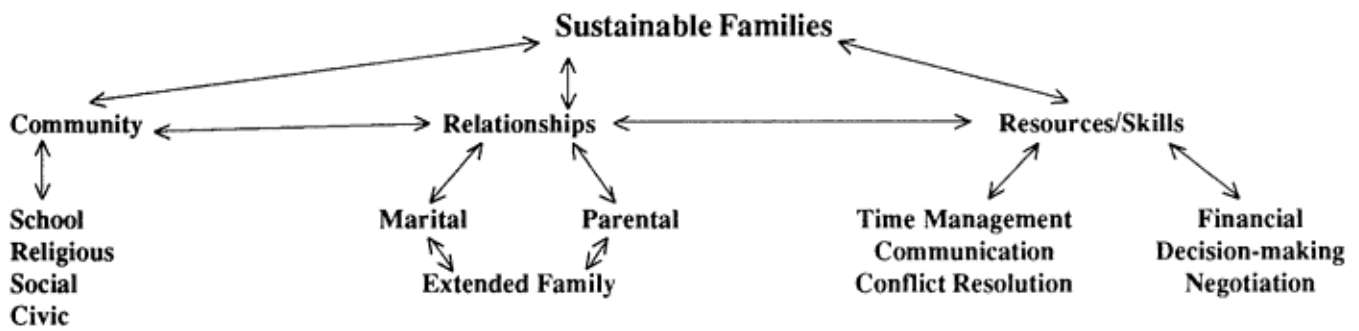 Sustainable Families
Community
Relationships
Resources/Skills
School
Religious
Social
Civic
Marital
Parental
Extended Family
Time Management
Communication
Conflict Resolution
Financial
Decision-making
Negotiation